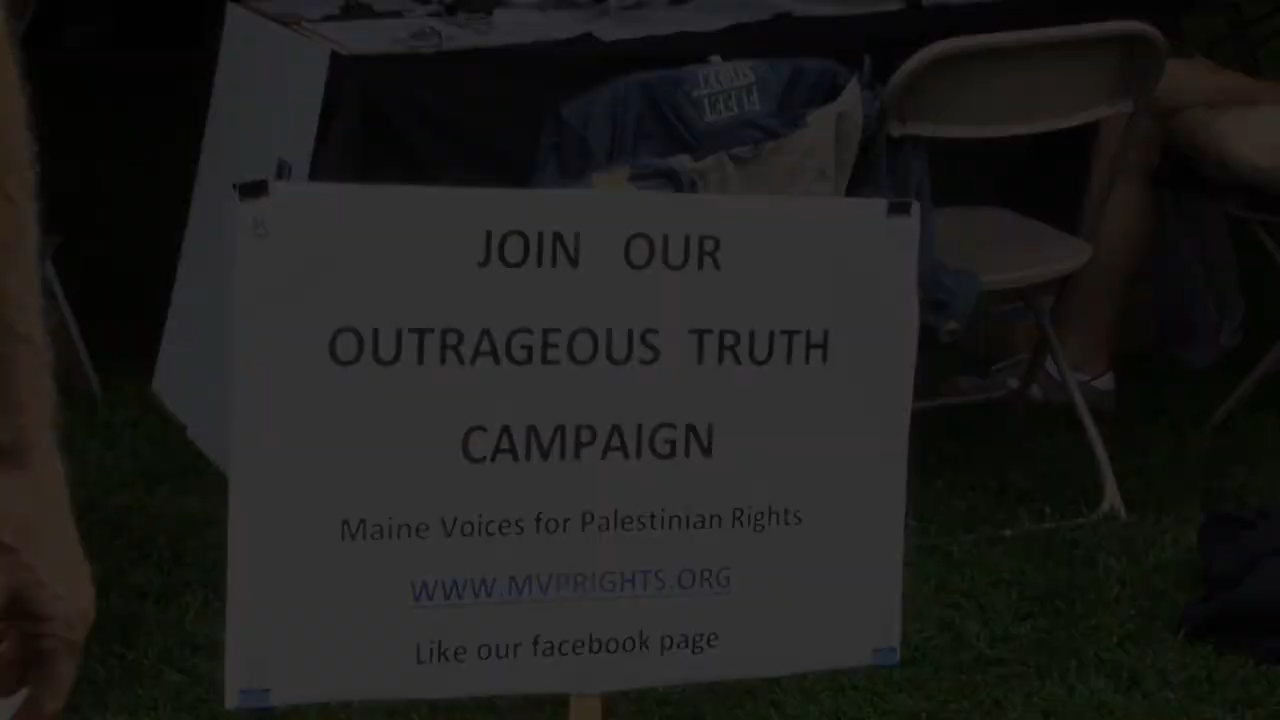 JOIN OUR
OUTRAGEOUS TRUTH
CAMPAIGN
Maine Voices for Palestinian Rights
WWW.MVPRIGHTS.ORG
Like our facebook page